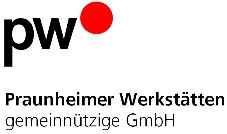 pw
Praunheimer Werkstätten
gemeinnützige GmbH